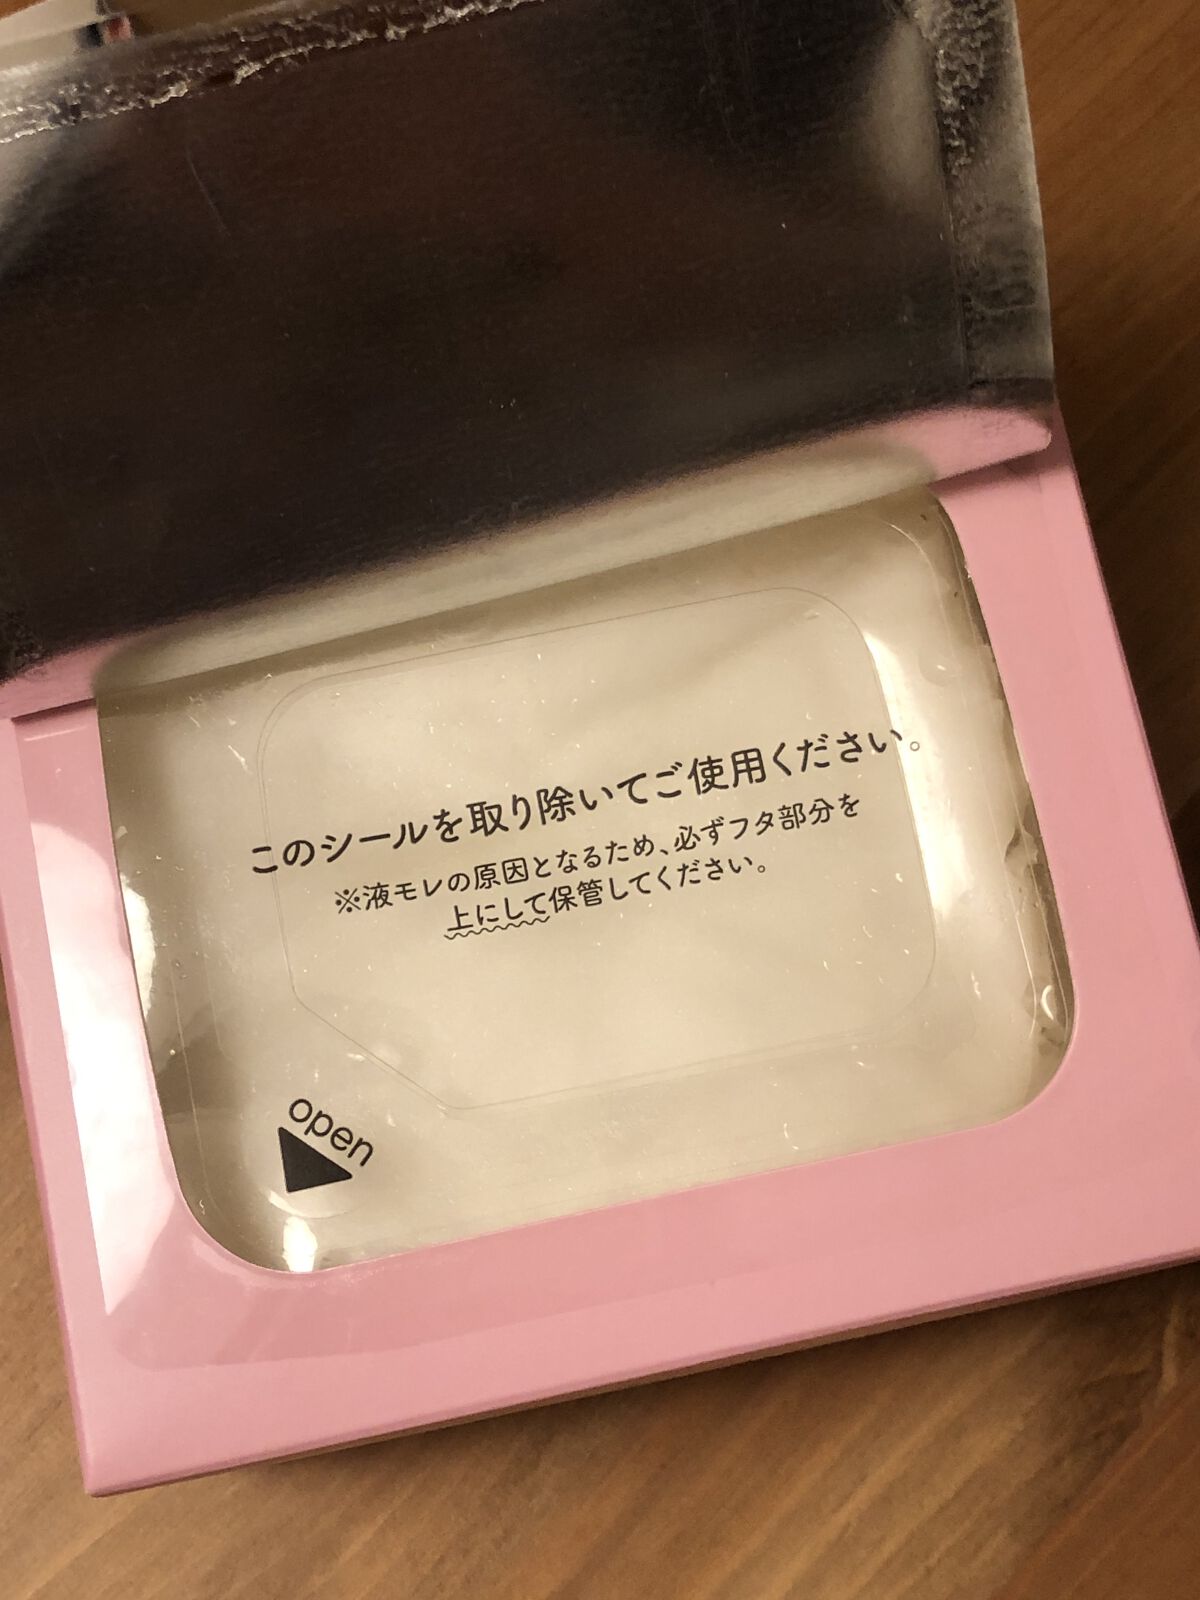 このシールを取り除いてご使用ください。
※液モレの原因となるため、必ずフタ部分を
上にして保管してください。
open